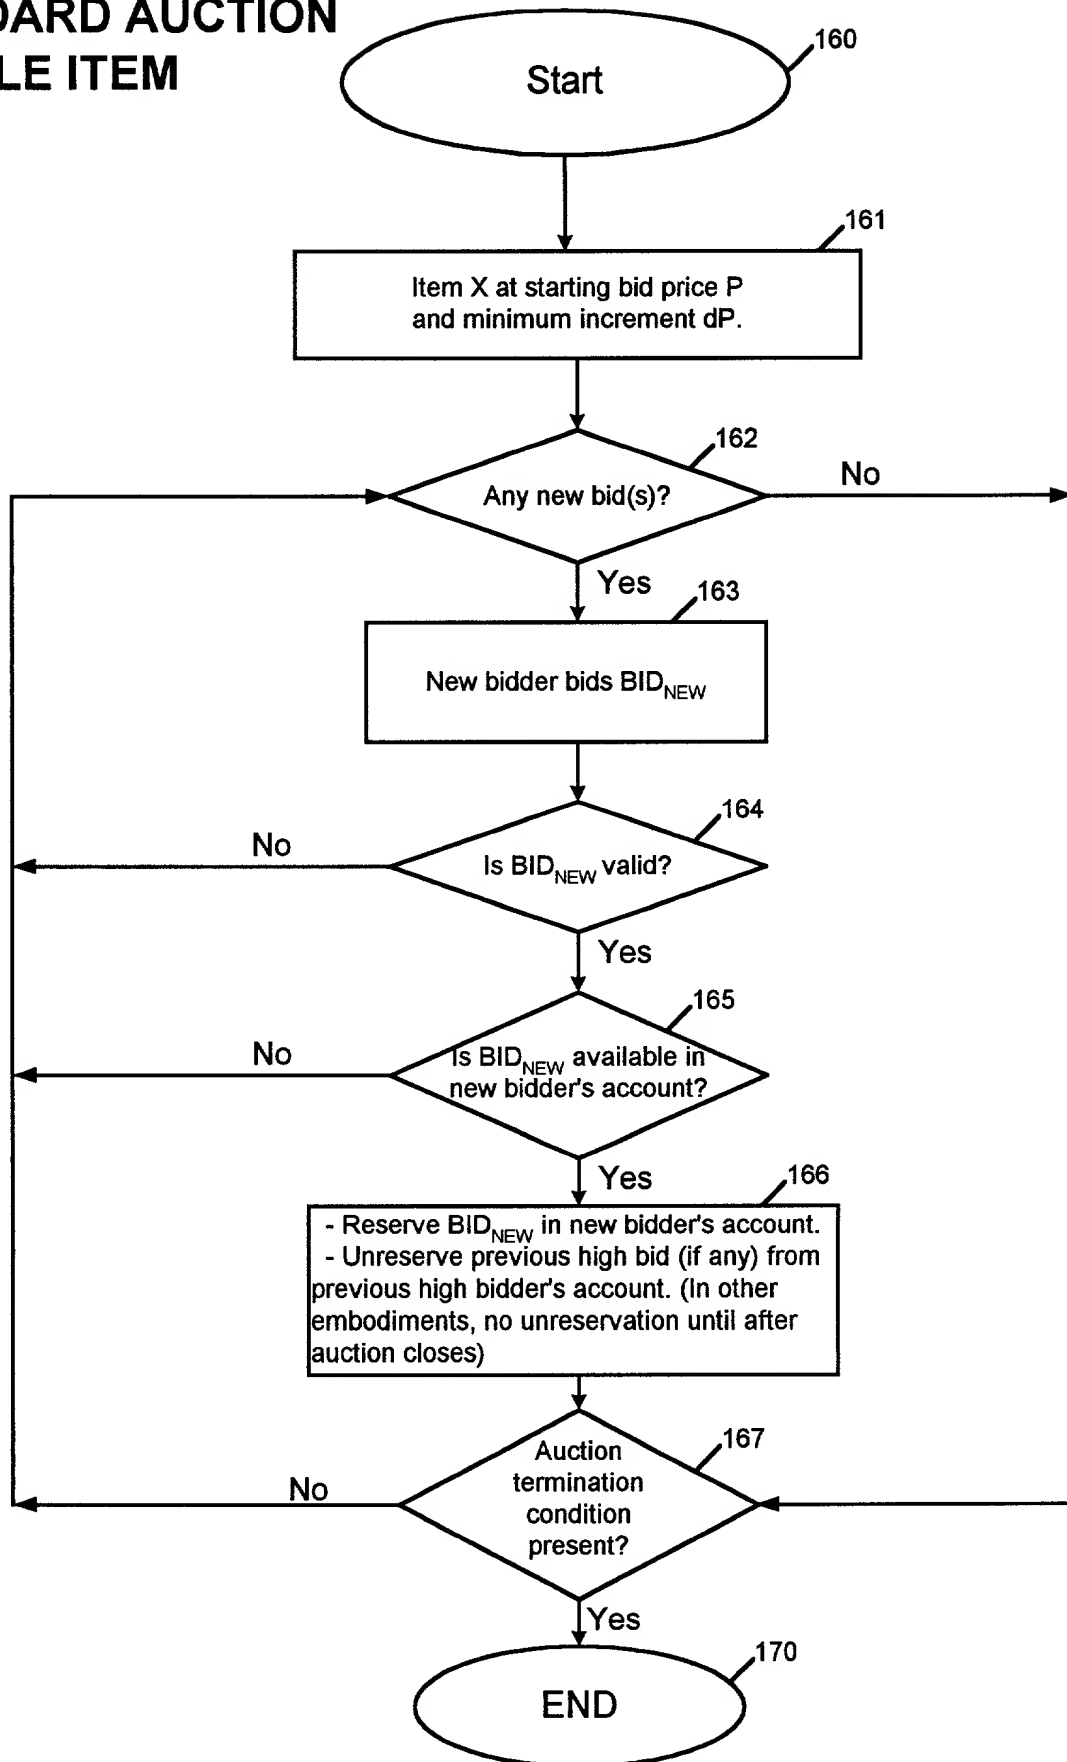 DARD AUCTION
LE ITEM
160
Start
161
Item X at starting bid price P
and minimum increment dP.
162
Any new bid(s)?
No
Yes
163
New bidder bids BIDNEW
164
Is BIDNEW valid?
No
Yes
165
Is BIDNEW available in
new bidder's account?
No
Yes
166
- Reserve BIDNEW in new bidder's account.
- Unreserve previous high bid (if any) from
previous high bidder's account. (In other
embodiments, no unreservation until after
auction closes)
167
Auction
termination
condition
present?
No
Yes
170
END